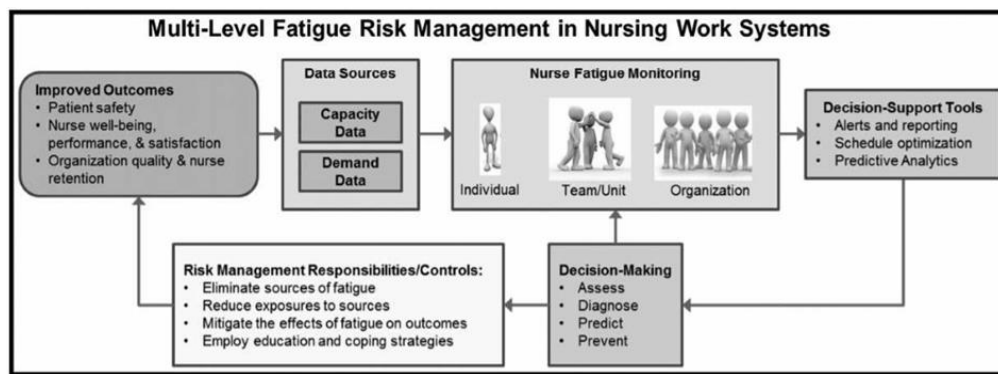 Multi-Level Fatigue Risk Management in Nursing Work Systems
Improved Outcomes
• Patient safety
• Nurse well-being,
performance, & satisfaction
• Organization quality & nurse
retention
Data Sources
Capacity
Data
Demand
Data
Nurse Fatigue Monitoring
Individual
Team/Unit
Organization
Decision-Support Tools
• Alerts and reporting
• Schedule optimization
• Predictive Analytics
Risk Management Responsibilities/Controls:
• Eliminate sources of fatigue
• Reduce exposures to sources
• Mitigate the effects of fatigue on outcomes
• Employ education and coping strategies
Decision-Making
• Assess
• Diagnose
• Predict
• Prevent